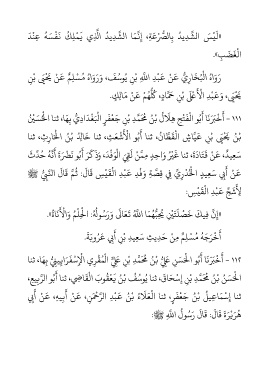 «لَيْسَ الشَّدِيدُ بِالصُّرَعَةِ، إِنَّمَا الشَّدِيدُ الَّذِي يَمْلِكُ نَفْسَهُ عِنْدَ
الْغَضَبِ».
رَوَاهُ الْبُخَارِيُّ عَنْ عَبْدِ اللَّهِ بْنِ يُوسُفَ، وَرَوَاهُ مُسْلِمٌ عَنْ يَحْيَى بْنِ
يَحْيَى، وَعَبْدِ الْأَعْلَى بْنِ حَمَّادٍ، كُلُّهُمْ عَنْ مَالِكٍ.
١١١ - أَخْبَرَنَا أَبُو الْفَتْحِ هِلَالُ بْنُ مُحَمَّدِ بْنِ جَعْفَرٍ الْبَغْدَادِيُّ بِهَا، ثنا الْحُسَيْنُ
بْنُ يَحْيَى بْنِ عَيَّاشٍ الْقَطَّانُ، ثنا أَبُو الْأَشْعَثِ، ثنا خَالِدُ بْنُ الْحَارِثِ، ثنا
سَعِيدٌ، عَنْ قَتَادَةَ، ثنا غَيْرُ وَاحِدٍ مِمَّنْ لَقِيَ الْوَفْدَ، وَذَكَرَ أَبُو نَضْرَةَ أَنَّهُ حَدَّثَ
عَنْ أَبِي سَعِيدٍ الْخُدْرِيِّ فِي قِصَّةِ وَفْدِ عَبْدِ الْقَيْسِ قَالَ: ثُمَّ قَالَ النَّبِيُّ ﷺ
لِأَشَجِّ عَبْدِ الْقَيْسِ:
«إِنَّ فِيكَ خَصْلَتَيْنِ يُحِبُّهُمَا اللَّهُ تَعَالَى وَرَسُولُهُ: الْحِلْمُ وَالْأَنَاةُ».
أَخْرَجَهُ مُسْلِمٌ مِنْ حَدِيثِ سَعِيدِ بْنِ أَبِي عَرُوبَةَ.
١١٢ - أَخْبَرَنَا أَبُو الْحَسَنِ عَلِيُّ بْنُ مُحَمَّدِ بْنِ عَلِيٍّ الْمُقْرِئُ الْإِسْفَرَايِينِيُّ بِهَا، ثنا
الْحَسَنُ بْنُ مُحَمَّدِ بْنِ إِسْحَاقَ، ثنا يُوسُفُ بْنُ يَعْقُوبَ الْقَاضِي، ثنا أَبُو الرَّبِيعِ،
ثنا إِسْمَاعِيلُ بْنُ جَعْفَرٍ، ثنا الْعَلَاءُ بْنُ عَبْدِ الرَّحْمَنِ، عَنْ أَبِيهِ، عَنْ أَبِي
هُرَيْرَةَ قَالَ: قَالَ رَسُولُ اللَّهِ ﷺ: